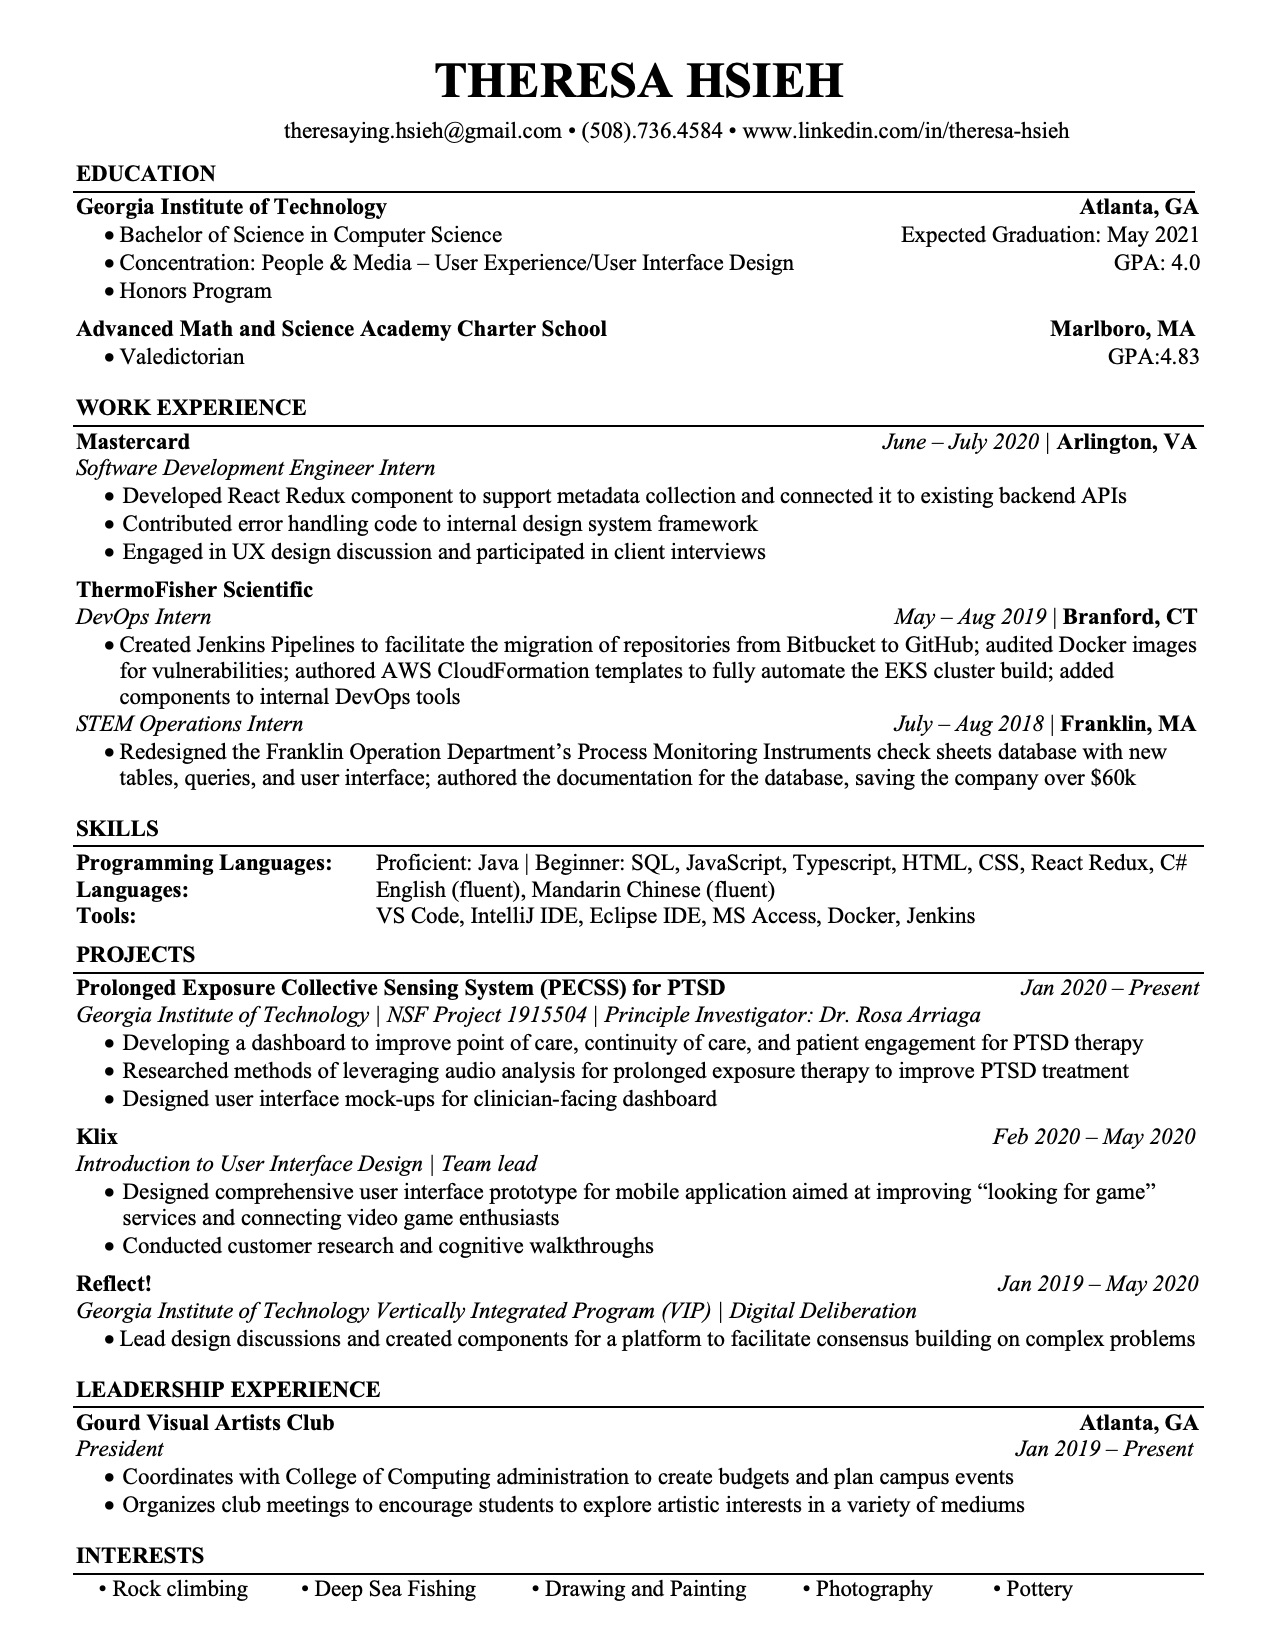 THERESA HSIEH
theresaying.hsieh@gmail.com • (508).736.4584 • www.linkedin.com/in/theresa-hsieh
EDUCATION
Georgia Institute of Technology Atlanta, GA
• Bachelor of Science in Computer Science Expected Graduation: May 2021
• Concentration: People & Media – User Experience/User Interface Design GPA: 4.0
• Honors Program
Advanced Math and Science Academy Charter School Marlboro, MA
• Valedictorian GPA:4.83
WORK EXPERIENCE
Mastercard June – July 2020 | Arlington, VA
Software Development Engineer Intern
• Developed React Redux component to support metadata collection and connected it to existing backend APIs
• Contributed error handling code to internal design system framework
• Engaged in UX design discussion and participated in client interviews
ThermoFisher Scientific
DevOps Intern May – Aug 2019 | Branford, CT
• Created Jenkins Pipelines to facilitate the migration of repositories from Bitbucket to GitHub; audited Docker images
for vulnerabilities; authored AWS CloudFormation templates to fully automate the EKS cluster build; added
components to internal DevOps tools
STEM Operations Intern July – Aug 2018 | Franklin, MA
• Redesigned the Franklin Operation Department’s Process Monitoring Instruments check sheets database with new
tables, queries, and user interface; authored the documentation for the database, saving the company over $60k
SKILLS
Programming Languages: Proficient: Java | Beginner: SQL, JavaScript, Typescript, HTML, CSS, React Redux, C#
Languages: English (fluent), Mandarin Chinese (fluent)
Tools: VS Code, IntelliJ IDE, Eclipse IDE, MS Access, Docker, Jenkins
PROJECTS
Prolonged Exposure Collective Sensing System (PECSS) for PTSD Jan 2020 – Present
Georgia Institute of Technology | NSF Project 1915504 | Principle Investigator: Dr. Rosa Arriaga
• Developing a dashboard to improve point of care, continuity of care, and patient engagement for PTSD therapy
• Researched methods of leveraging audio analysis for prolonged exposure therapy to improve PTSD treatment
• Designed user interface mock-ups for clinician-facing dashboard
Klix Feb 2020 – May 2020
Introduction to User Interface Design | Team lead
• Designed comprehensive user interface prototype for mobile application aimed at improving “looking for game”
services and connecting video game enthusiasts
• Conducted customer research and cognitive walkthroughs
Reflect! Jan 2019 – May 2020
Georgia Institute of Technology Vertically Integrated Program (VIP) | Digital Deliberation
• Lead design discussions and created components for a platform to facilitate consensus building on complex problems
LEADERSHIP EXPERIENCE
Gourd Visual Artists Club Atlanta, GA
President Jan 2019 – Present
• Coordinates with College of Computing administration to create budgets and plan campus events
• Organizes club meetings to encourage students to explore artistic interests in a variety of mediums
INTERESTS
• Rock climbing • Deep Sea Fishing • Drawing and Painting • Photography • Pottery